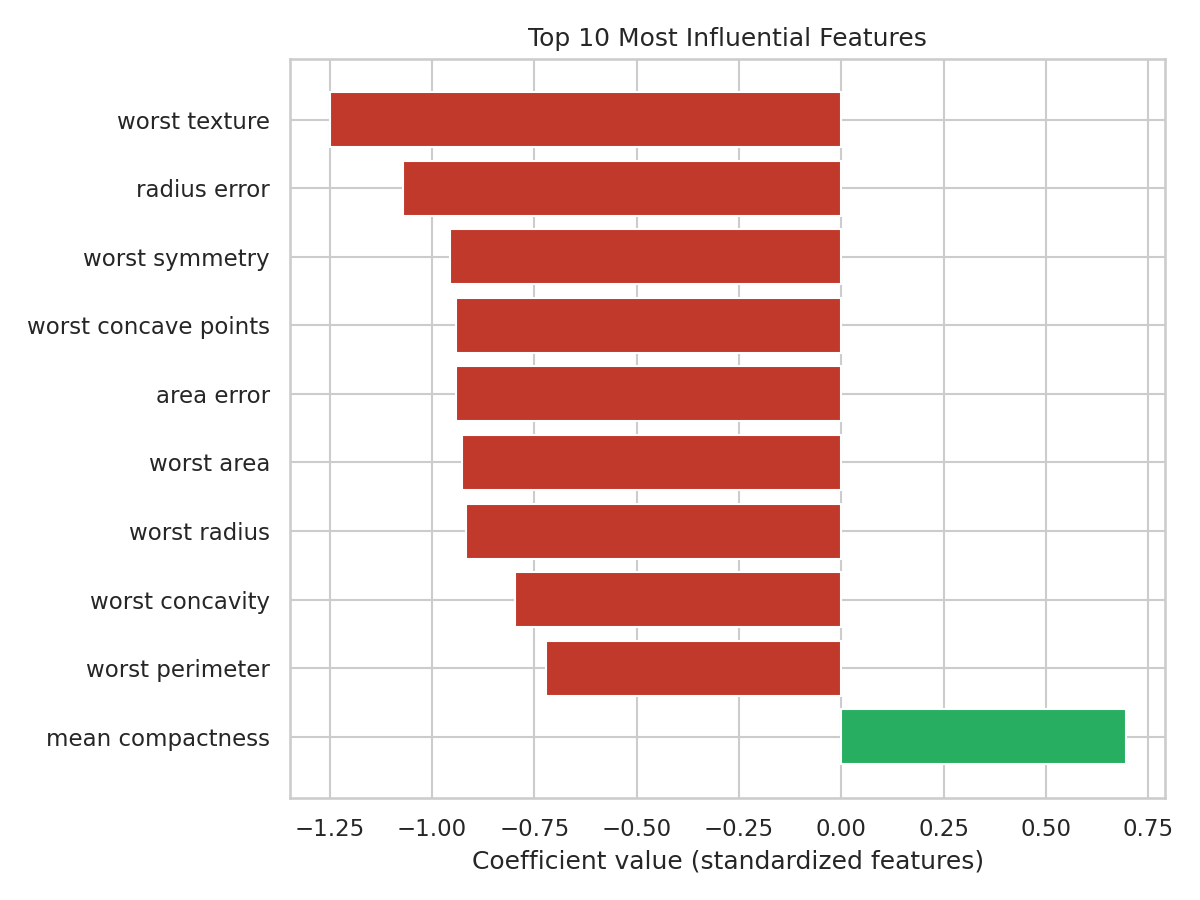 Top 10 Most Influential Features
worst texture
radius error
worst symmetry
worst concave points
area error
worst area
worst radius
worst concavity
worst perimeter
mean compactness
−1.25 −1.00 −0.75 −0.50 −0.25 0.00 0.25 0.50 0.75
Coefficient value (standardized features)